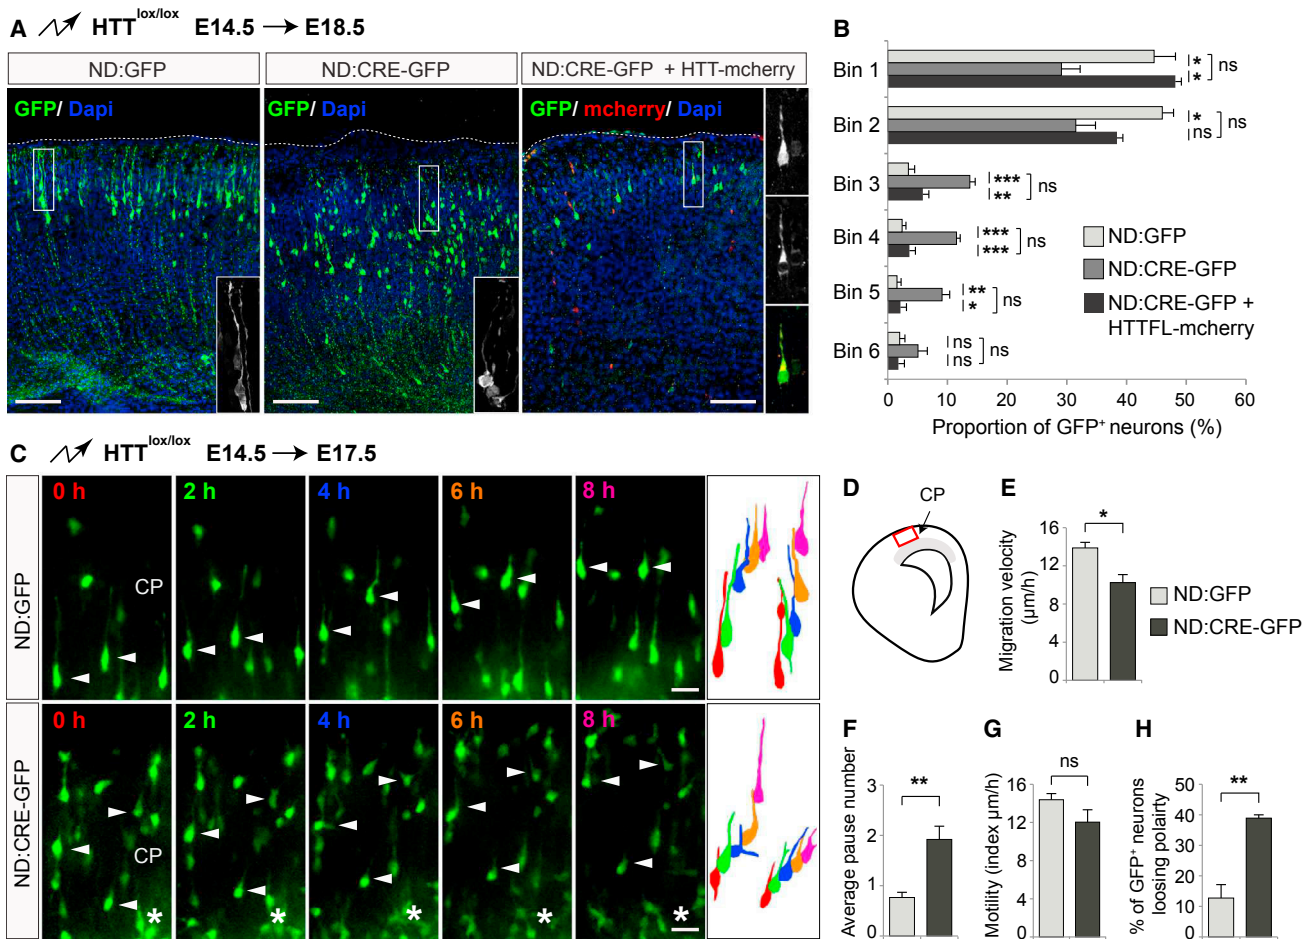 A HTT lox/lox E14.5 → E18.5
ND:GFP
ND:CRE-GFP
ND:CRE-GFP + HTT-mcherry
GFP/ Dapi
GFP/ Dapi
GFP/ mcherry/ Dapi
B
Bin 1
* * ns
Bin 2
* ns ns
Bin 3
*** ** ns
Bin 4
*** *** ns
Bin 5
** * ns
Bin 6
ns ns ns
ND:GFP
ND:CRE-GFP
ND:CRE-GFP +
HTTFL-mcherry
0 10 20 30 40 50 60
Proportion of GFP+ neurons (%)
C HTT lox/lox E14.5 → E17.5
ND:GFP
0 h 2 h 4 h 6 h 8 h
CP
ND:CRE-GFP
0 h 2 h 4 h 6 h 8 h
CP
* * * * *
D
CP
E
Migration velocity
(µm/h)
16
12
8
4
0
*
ND:GFP
ND:CRE-GFP
F
Average pause number
3
2
1
0
**
G
Motility (index µm/h)
16
12
8
4
0
ns
H
% of GFP+ neurons
loosing polairity
50
40
30
20
10
0
**